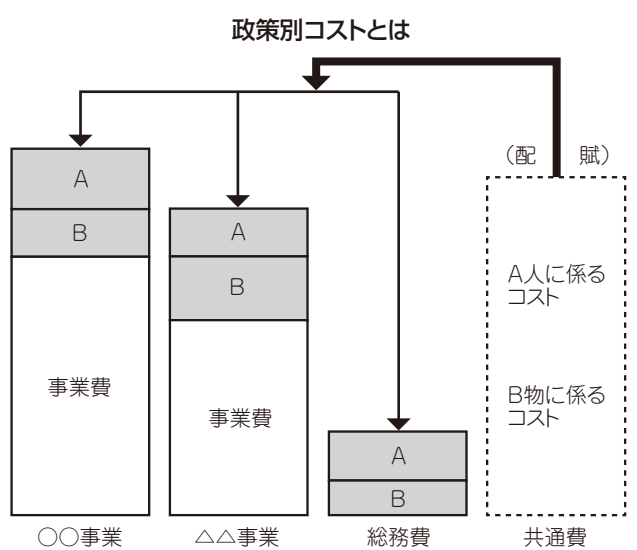 政策別コストとは
（配　賦）
A
B
事業費
○○事業
A
B
事業費
△△事業
A
B
総務費
A人に係る
コスト
B物に係る
コスト
共通費